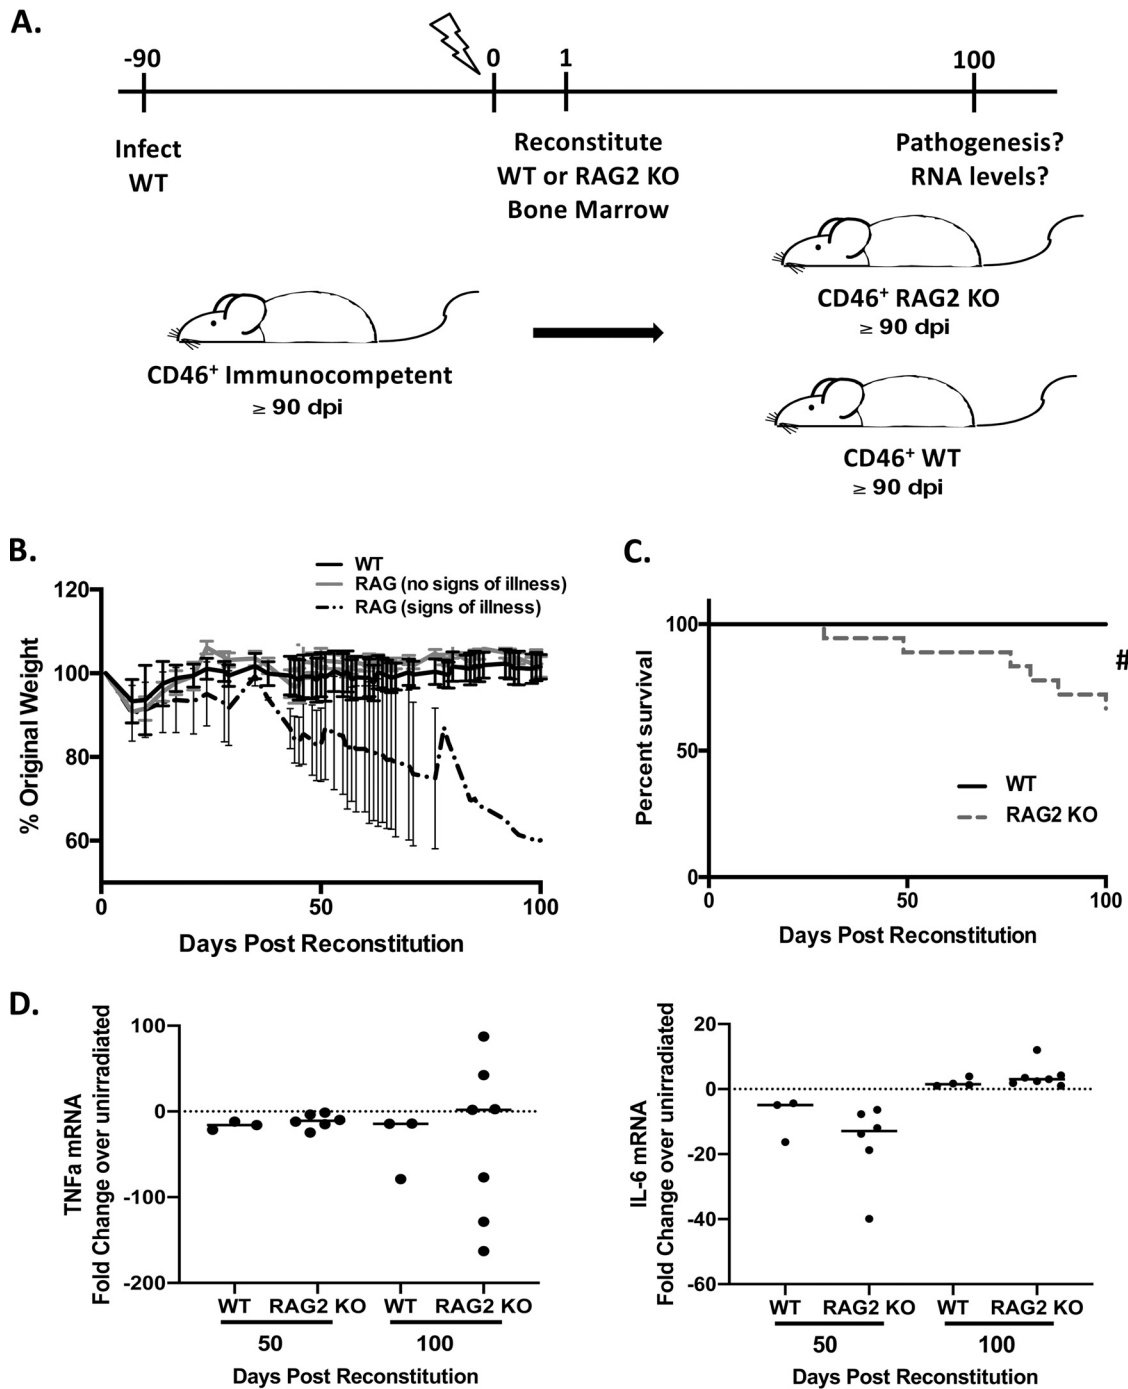 A.
-90
0
1
100
Infect
WT
Reconstitute
WT or RAG2 KO
Bone Marrow
Pathogenesis?
RNA levels?
CD46+ Immunocompetent
≥ 90 dpi
CD46+ RAG2 KO
≥ 90 dpi
CD46+ WT
≥ 90 dpi
B.
WT
RAG (no signs of illness)
RAG (signs of illness)
120
100
80
60
% Original Weight
0
50
100
Days Post Reconstitution
C.
100
50
0
Percent survival
#
WT
RAG2 KO
0
50
100
Days Post Reconstitution
D.
TNFa mRNA
Fold Change over unirradiated
100
0
-100
-200
WT
RAG2 KO
WT
RAG2 KO
50
100
Days Post Reconstitution
IL-6 mRNA
Fold Change over unirradiated
20
0
-20
-40
-60
WT
RAG2 KO
WT
RAG2 KO
50
100
Days Post Reconstitution